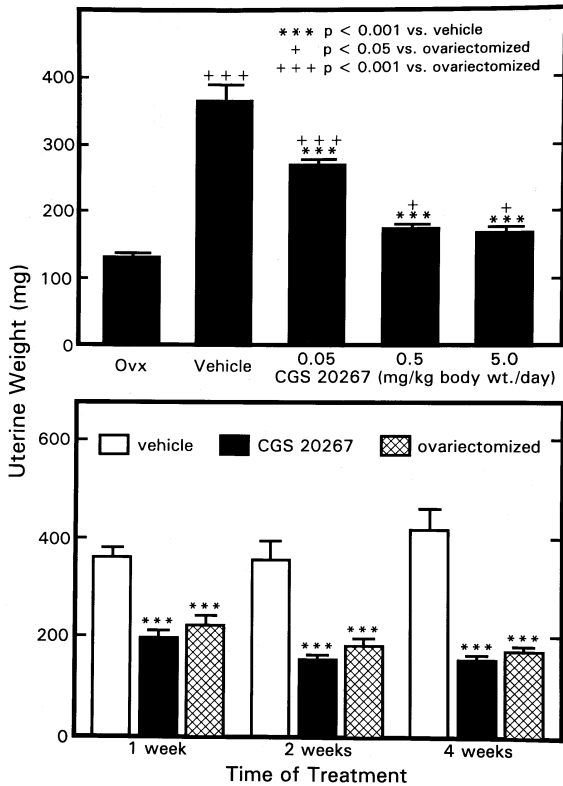 *** p < 0.001 vs. vehicle
+ p < 0.05 vs. ovariectomized
+++ p < 0.001 vs. ovariectomized
400
300
200
100
0
+++
+++
***
+
***
+
***
Ovx Vehicle 0.05 0.5 5.0
CGS 20267 (mg/kg body wt./day)
Uterine Weight (mg)
600
400
200
0
vehicle CGS 20267 ovariectomized
*** ***
*** ***
*** ***
1 week 2 weeks 4 weeks
Time of Treatment